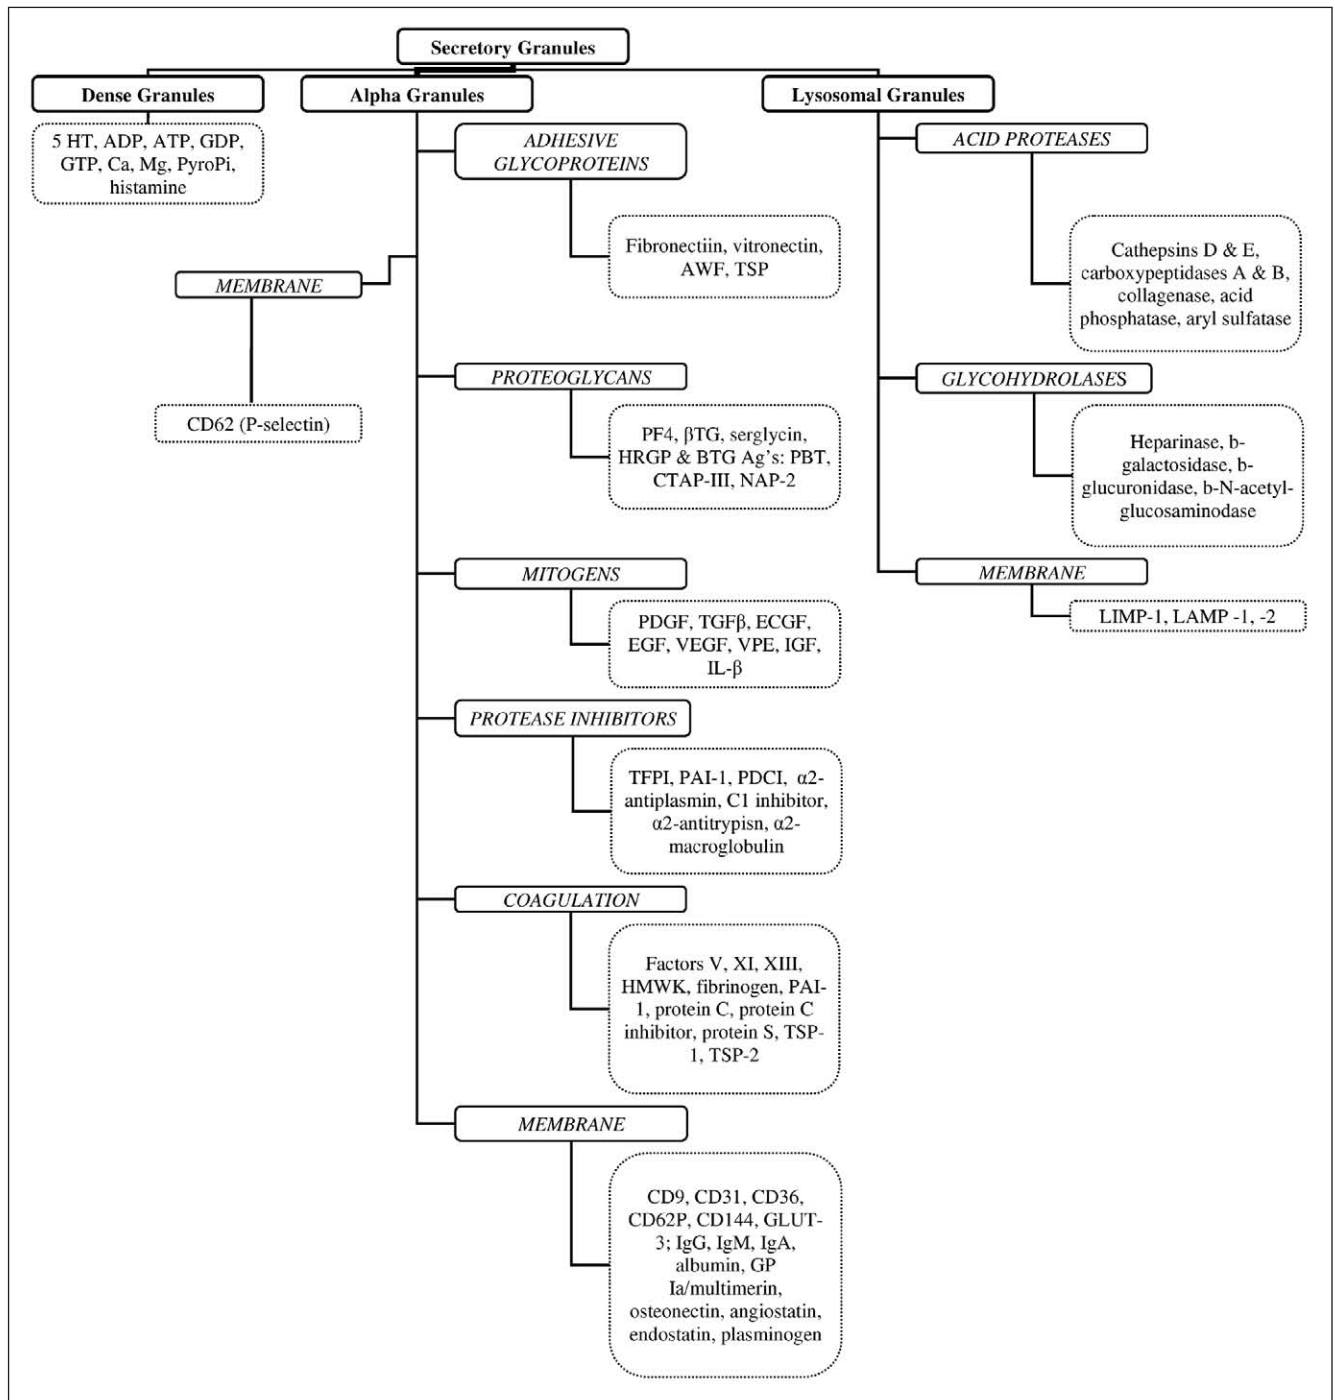 Secretory Granules
Dense Granules
5 HT, ADP, ATP, GDP,
GTP, Ca, Mg, PyroPi,
histamine
Alpha Granules
MEMBRANE
CD62 (P-selectin)
ADHESIVE
GLYCOPROTEINS
Fibronectiin, vitronectin,
AWF, TSP
PROTEOGLYCANS
PF4, βTG, serglycin,
HRGP & BTG Ag's: PBT,
CTAP-III, NAP-2
MITOGENS
PDGF, TGFβ, ECGF,
EGF, VEGF, VPE, IGF,
IL-β
PROTEASE INHIBITORS
TFPI, PAI-1, PDCI, α2-
antiplasmin, C1 inhibitor,
α2-antitrypisn, α2-
macroglobulin
COAGULATION
Factors V, XI, XIII,
HMWK, fibrinogen, PAI-
1, protein C, protein C
inhibitor, protein S, TSP-
1, TSP-2
MEMBRANE
CD9, CD31, CD36,
CD62P, CD144, GLUT-
3; IgG, IgM, IgA,
albumin, GP
Ia/multimerin,
osteonectin, angiostatin,
endostatin, plasminogen
Lysosomal Granules
ACID PROTEASES
Cathepsins D & E,
carboxypeptidases A & B,
collagenase, acid
phosphatase, aryl sulfatase
GLYCOHYDROLASES
Heparinase, b-
galactosidase, b-
glucuronidase, b-N-acetyl-
glucosaminodase
MEMBRANE
LIMP-1, LAMP -1, -2